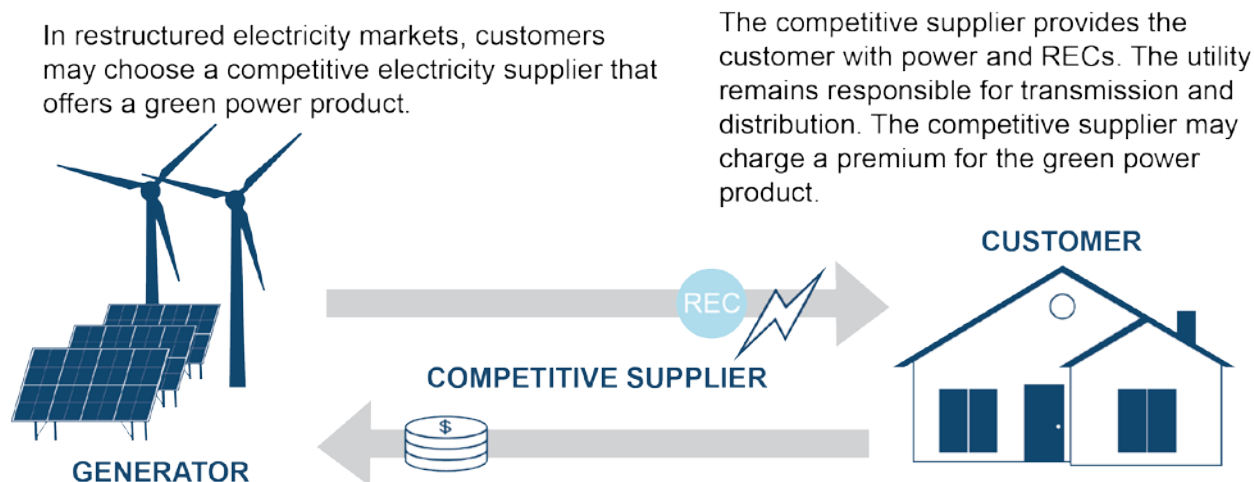 In restructured electricity markets, customers
may choose a competitive electricity supplier that
offers a green power product.
The competitive supplier provides the
customer with power and RECs. The utility
remains responsible for transmission and
distribution. The competitive supplier may
charge a premium for the green power
product.
CUSTOMER
REC
COMPETITIVE SUPPLIER
$
GENERATOR